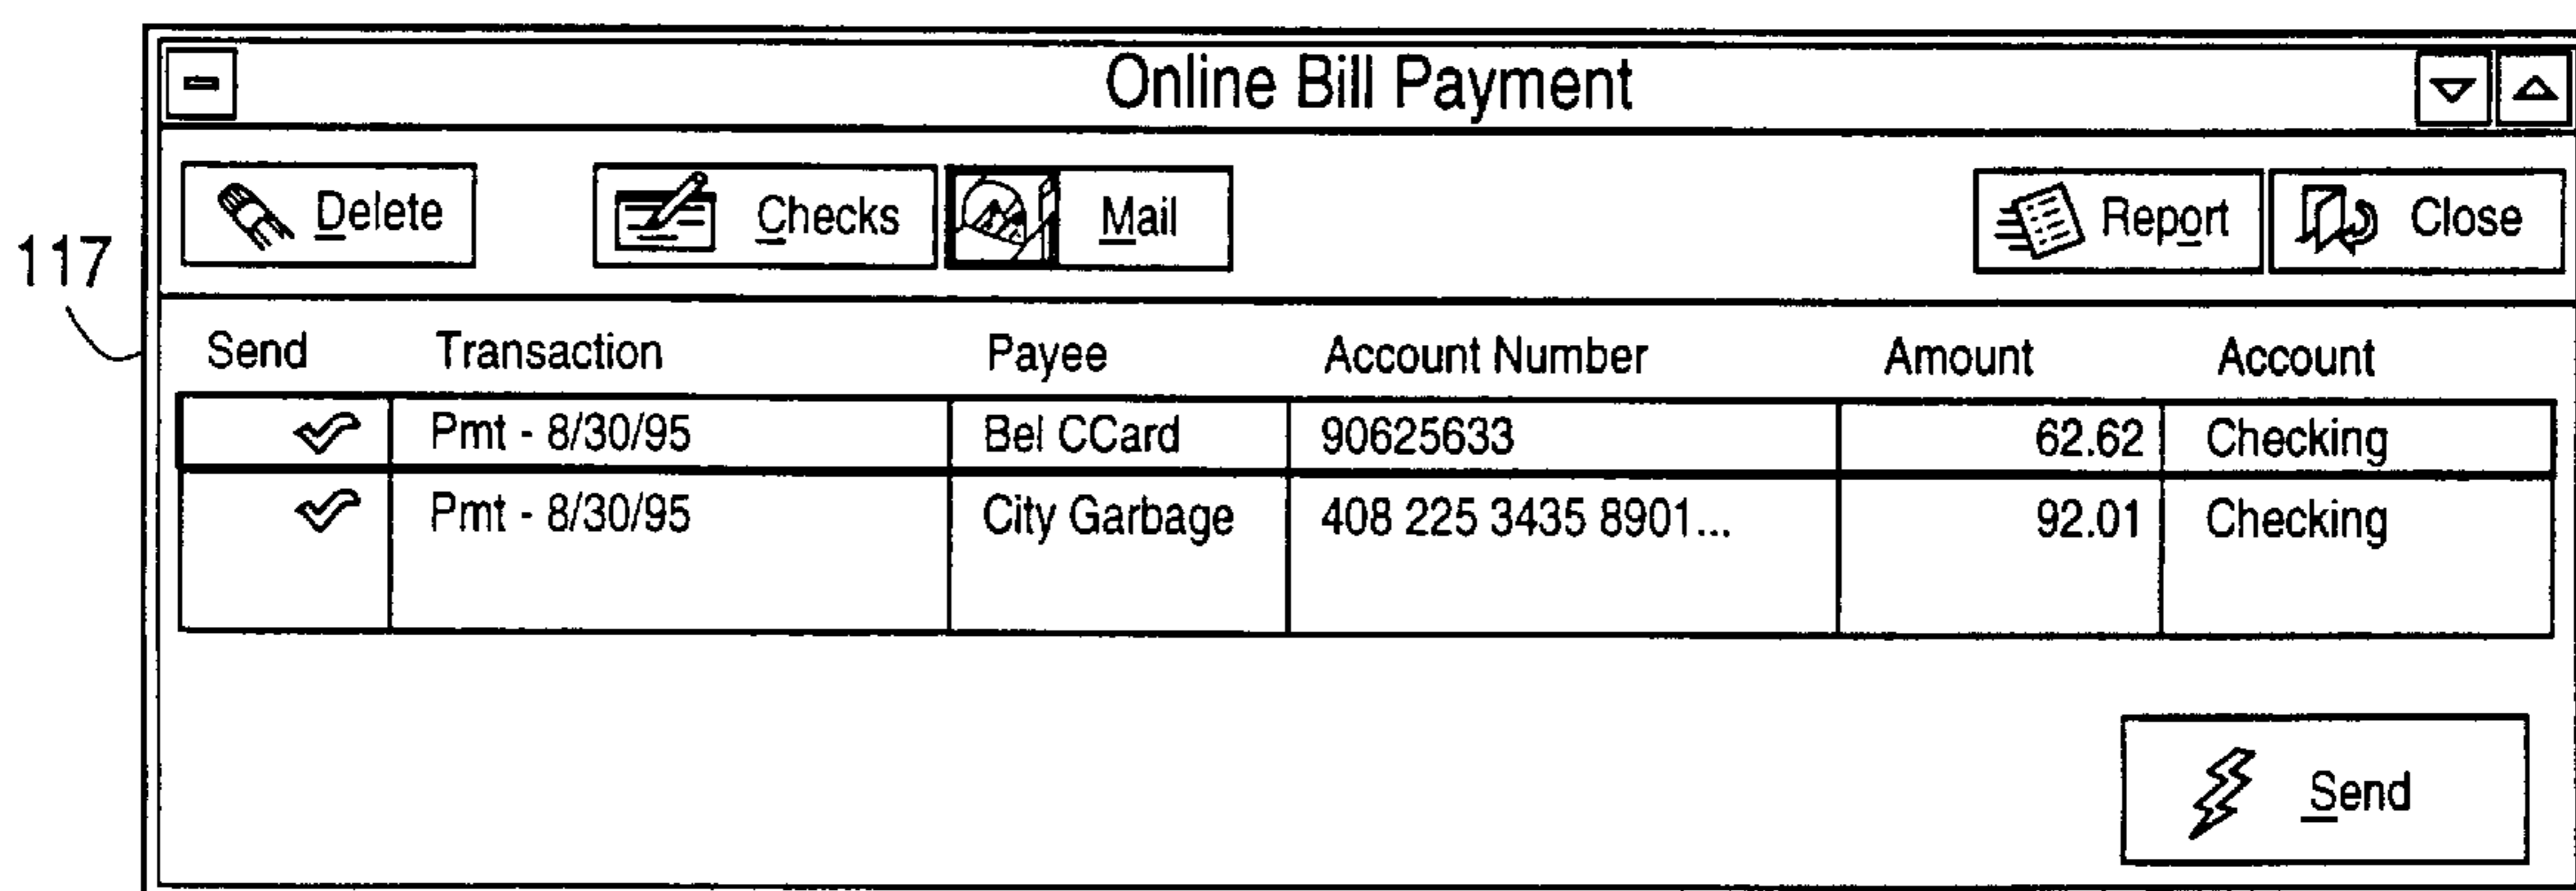 Online Bill Payment
Delete Checks Mail Report Close
117
Send Transaction Payee Account Number Amount Account
Pmt - 8/30/95 Bel CCard 90625633 62.62 Checking
Pmt - 8/30/95 City Garbage 408 225 3435 8901... 92.01 Checking
Send